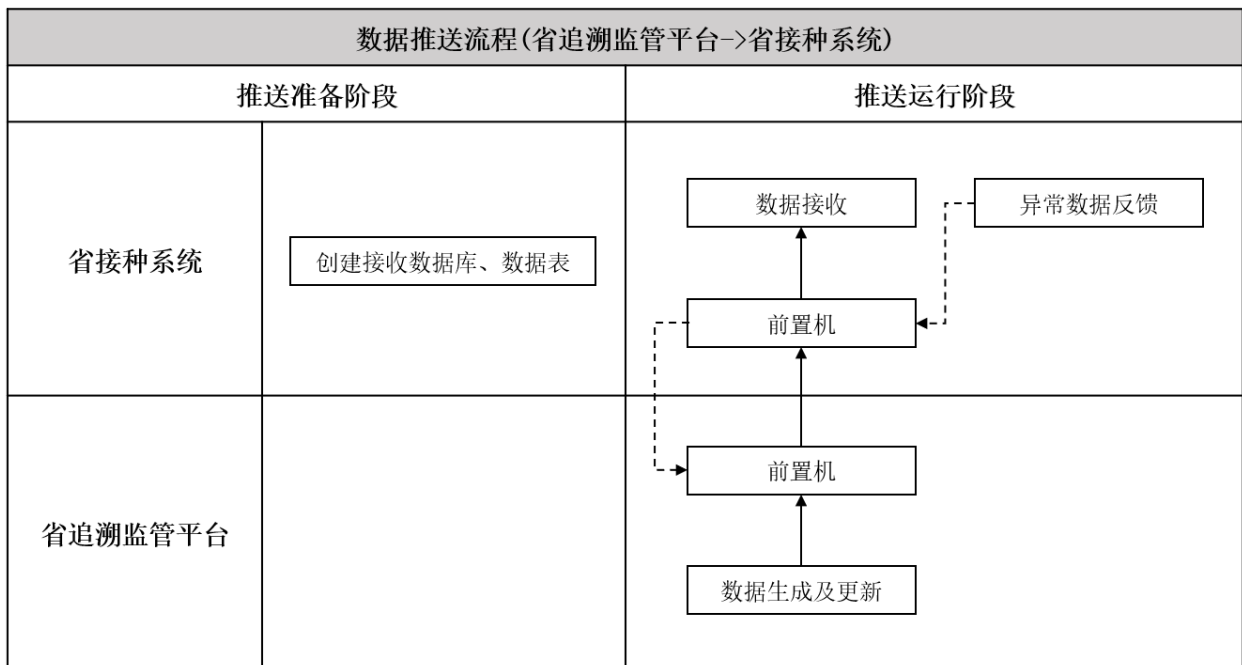 数据推送流程(省追溯监管平台->省接种系统)
推送准备阶段
推送运行阶段
省接种系统
创建接收数据库、数据表
数据接收
异常数据反馈
前置机
省追溯监管平台
前置机
数据生成及更新